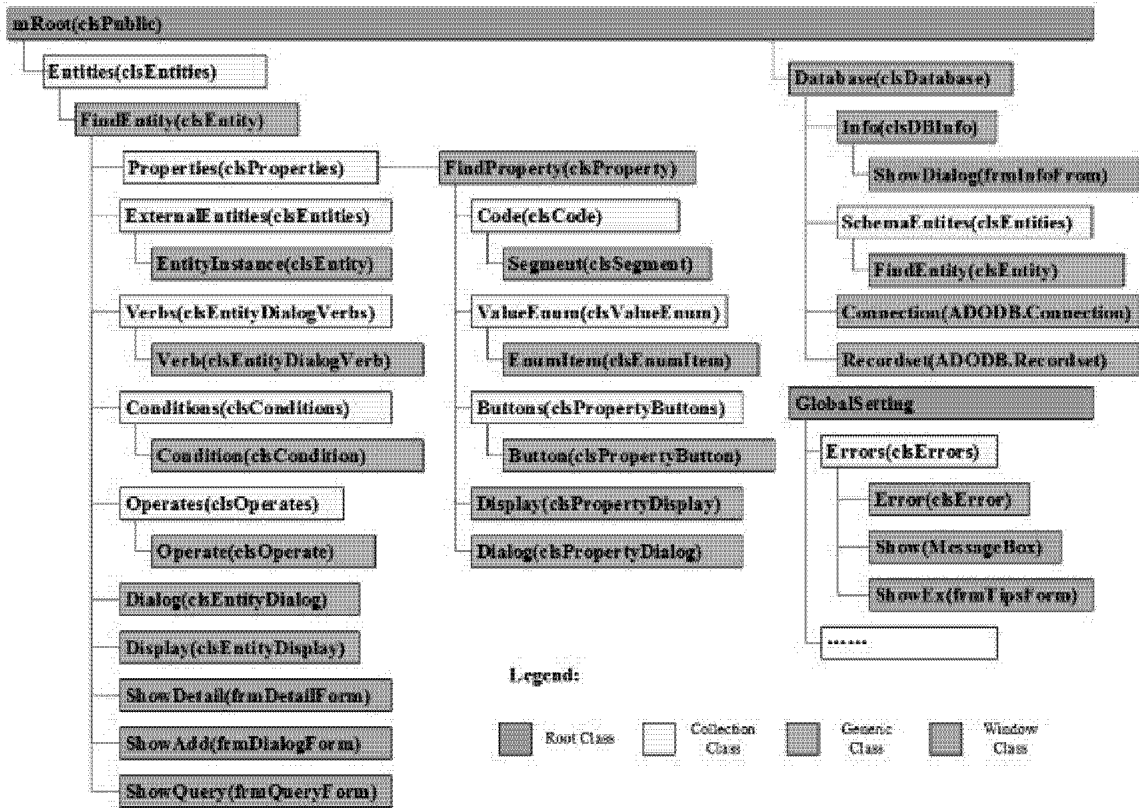 mRoot(clsPublic)
Entities(clsEntities)
FindEntity(clsEntity)
Properties(clsProperties)
ExternalEntities(clsEntities)
EntityInstance(clsEntity)
Verbs(clsEntityDialogVerbs)
Verb(clsEntityDialogVerb)
Conditions(clsConditions)
Condition(clsCondition)
Operates(clsOperates)
Operate(clsOperate)
Dialog(clsEntityDialog)
Display(clsEntityDisplay)
ShowDetail(frmDetailForm)
ShowAdd(frmDialogForm)
ShowQuery(frmQueryForm)
FindProperty(clsProperty)
Code(clsCode)
Segment(clsSegment)
ValueEnum(clsValueEnum)
EnumItem(clsEnumItem)
Buttons(clsPropertyButtons)
Button(clsPropertyButton)
Display(clsPropertyDisplay)
Dialog(clsPropertyDialog)
Database(clsDatabase)
Info(clsDBInfo)
ShowDialog(frmInfoFrom)
SchemaEntites(clsEntities)
FindEntity(clsEntity)
Connection(ADODB.Connection)
Recordset(ADODB.Recordset)
GlobalSetting
Errors(clsErrors)
Error(clsError)
Show(MessageBox)
ShowEx(frmTipsForm)
......
Legend:
Root Class
Collection
Class
Generic
Class
Window
Class